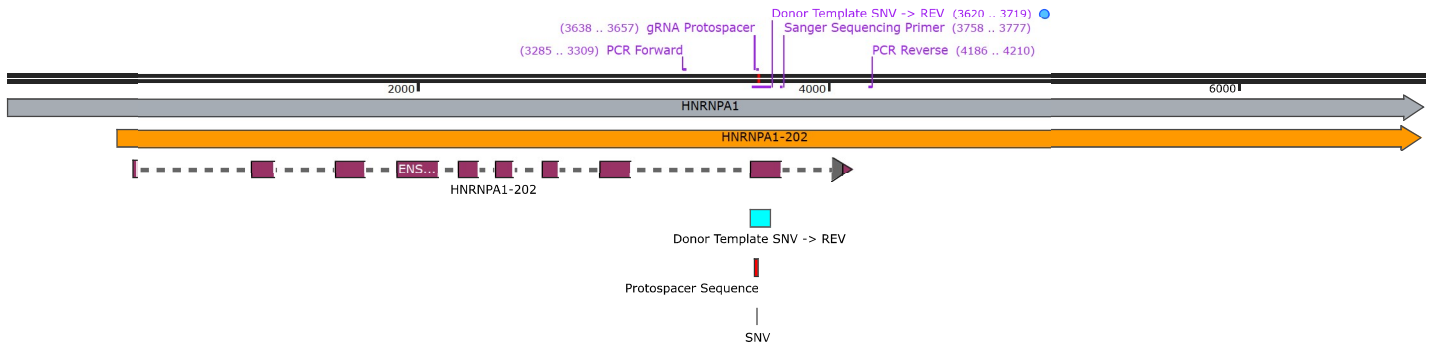 Donor Template SNV -> REV (3620 .. 3719)
(3638 .. 3657) gRNA Protospacer
Sanger Sequencing Primer (3758 .. 3777)
(3285 .. 3309) PCR Forward
PCR Reverse (4186 .. 4210)
2000
4000
6000
HNRNPA1
HNRNPA1-202
ENS...
HNRNPA1-202
Donor Template SNV -> REV
Protospacer Sequence
SNV